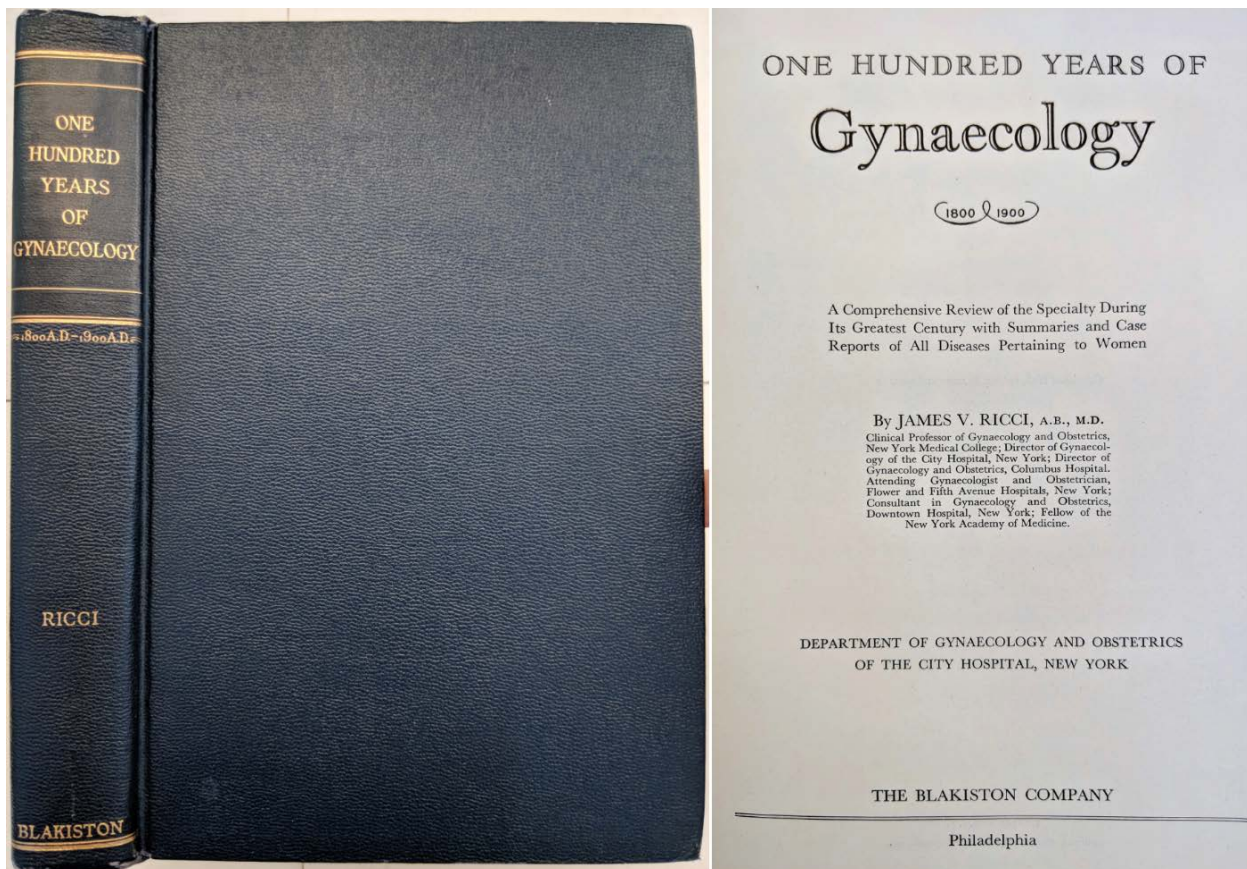 ONE
HUNDRED
YEARS
OF
GYNAECOLOGY
1800A.D.-1900A.D.
RICCI
BLAKISTON
ONE HUNDRED YEARS OF
Gynaecology
1800 1900
A Comprehensive Review of the Specialty During
Its Greatest Century with Summaries and Case
Reports of All Diseases Pertaining to Women
By JAMES V. RICCI, A.B., M.D.
Clinical Professor of Gynaecology and Obstetrics,
New York Medical College; Director of Gynaecol-
ogy of the City Hospital, New York; Director of
Gynaecology and Obstetrics, Columbus Hospital.
Attending Gynaecologist and Obstetrician,
Flower and Fifth Avenue Hospitals, New York;
Consultant in Gynaecology and Obstetrics,
Downtown Hospital, New York; Fellow of the
New York Academy of Medicine.
DEPARTMENT OF GYNAECOLOGY AND OBSTETRICS
OF THE CITY HOSPITAL, NEW YORK
THE BLAKISTON COMPANY
Philadelphia